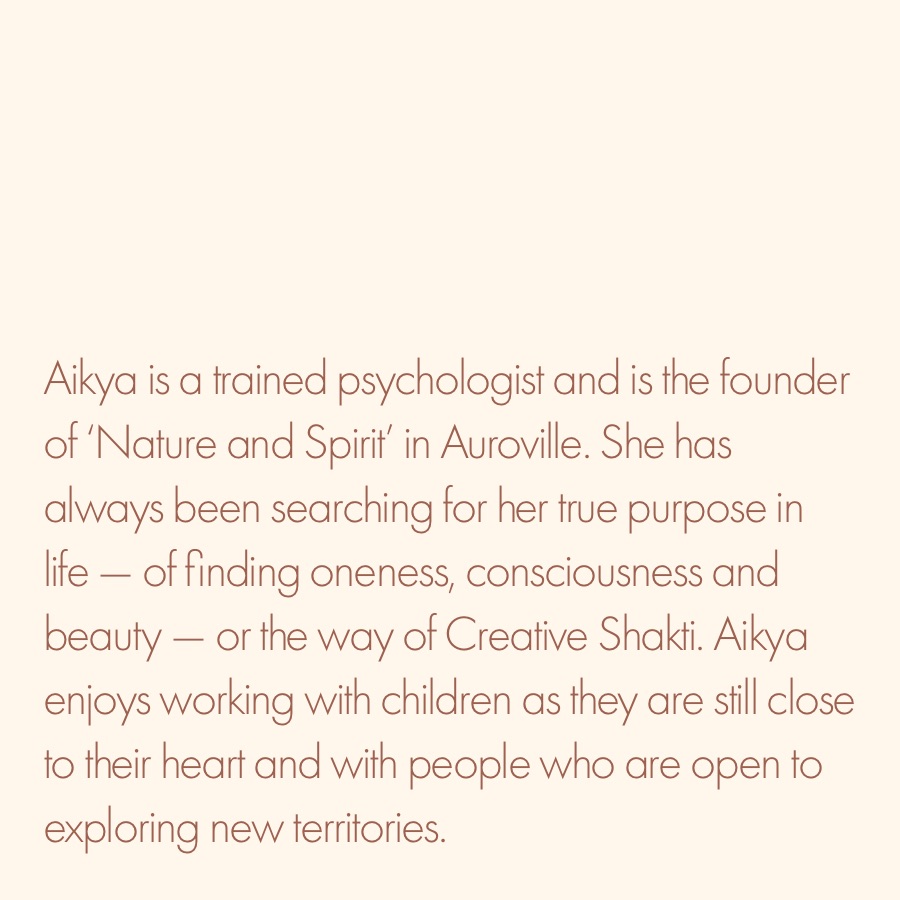 Aikya is a trained psychologist and is the founder
of ‘Nature and Spirit’ in Auroville. She has
always been searching for her true purpose in
life — of finding oneness, consciousness and
beauty — or the way of Creative Shakti. Aikya
enjoys working with children as they are still close
to their heart and with people who are open to
exploring new territories.